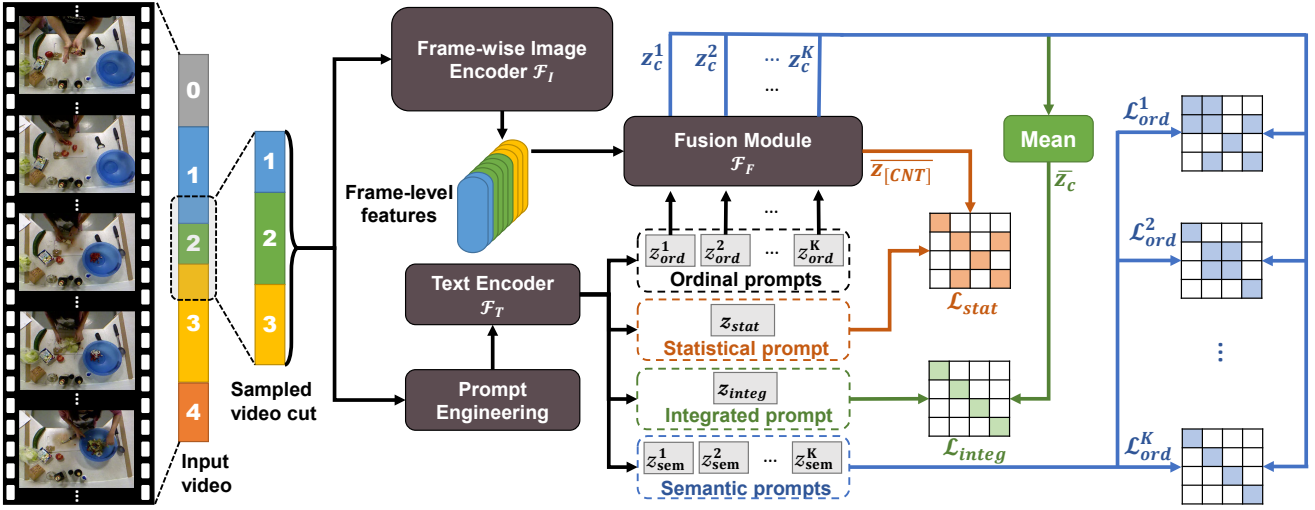 0
1
2
3
4
Input
video
1
2
3
Sampled
video cut
Frame-wise Image
Encoder 𝓕_I
Frame-level
features
Text Encoder
𝓕_T
Prompt
Engineering
z_c^1 z_c^2 ... z_c^K
...
Fusion Module
𝓕_F
...
z_ord^1 z_ord^2 ... z_ord^K
Ordinal prompts
z_stat
Statistical prompt
z_integ
Integrated prompt
z_sem^1 z_sem^2 ... z_sem^K
Semantic prompts
\overline{z_{[CNT]}}
𝓛_stat
Mean
\overline{z}_c
𝓛_integ
𝓛_ord^1
𝓛_ord^2
⋮
𝓛_ord^K